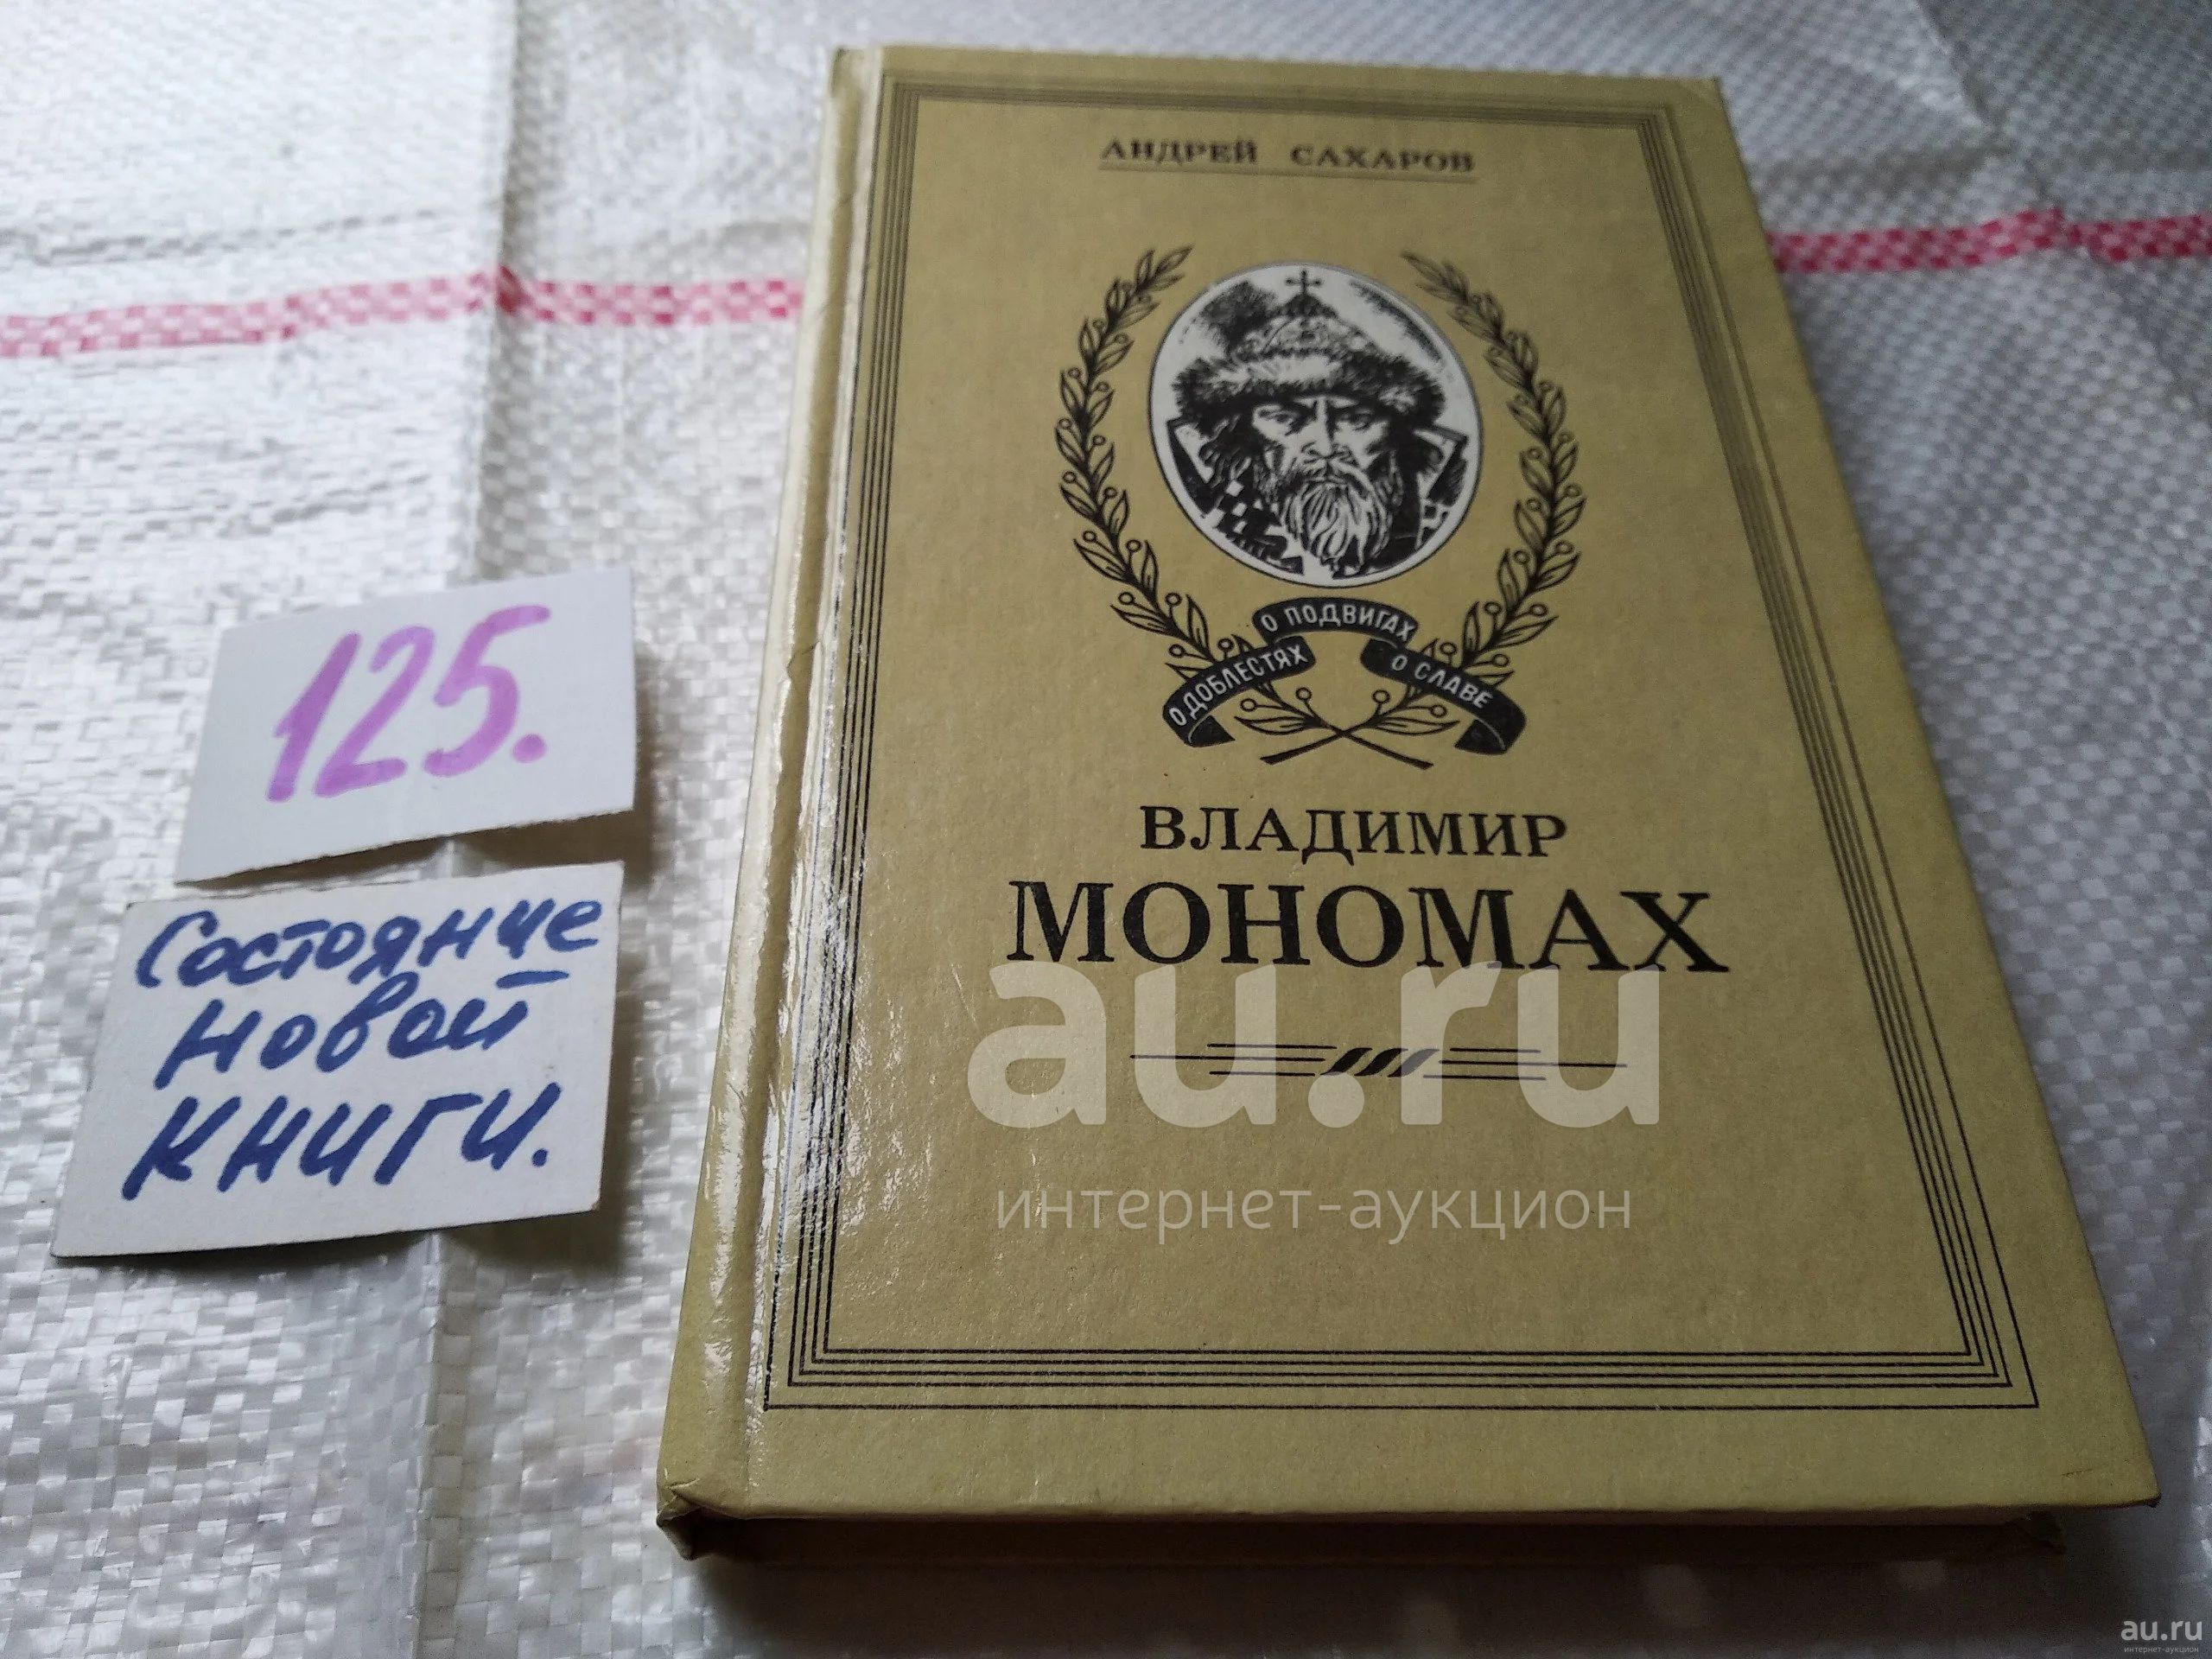 АНДРЕЙ САХАРОВ
О ДОБЛЕСТЯХ
О ПОДВИГАХ
О СЛАВЕ
ВЛАДИМИР
МОНОМАХ
125.
Состояние
новой
книги.
au.ru
интернет-аукцион
au.ru
интернет-аукцион